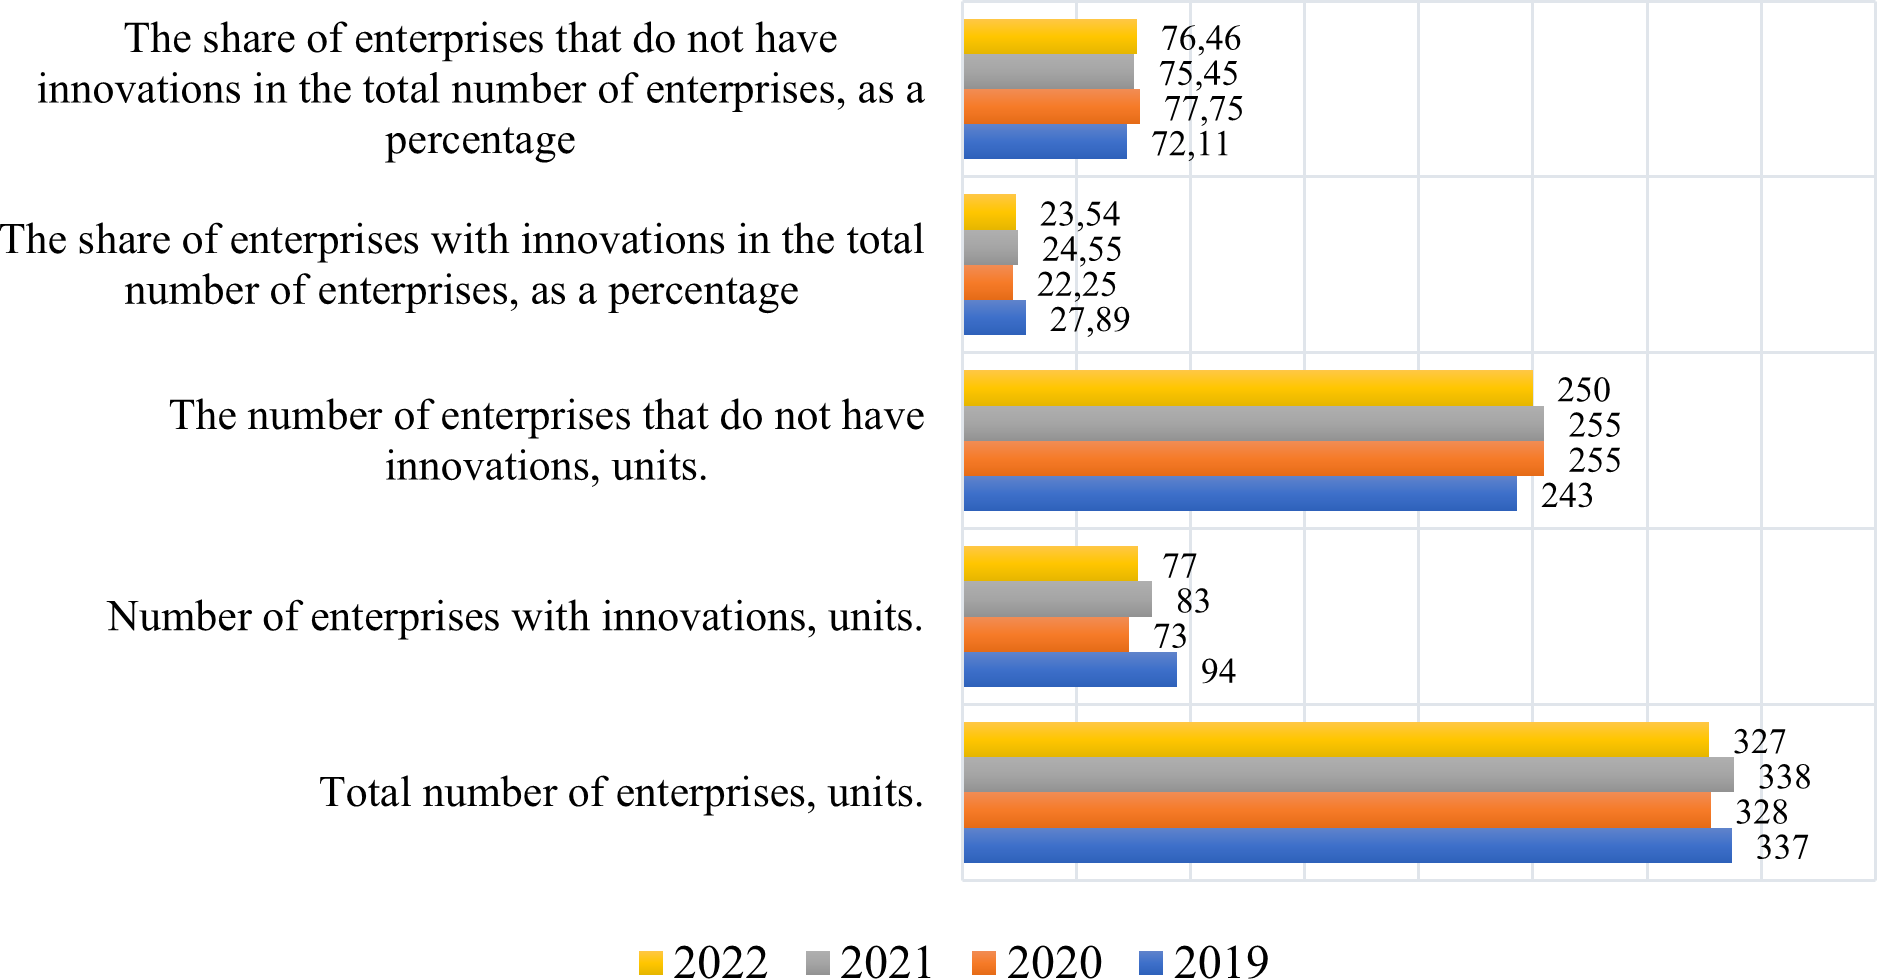 The share of enterprises that do not have
innovations in the total number of enterprises, as a
percentage
76,46
75,45
77,75
72,11
The share of enterprises with innovations in the total
number of enterprises, as a percentage
23,54
24,55
22,25
27,89
The number of enterprises that do not have
innovations, units.
250
255
255
243
Number of enterprises with innovations, units.
77
83
73
94
Total number of enterprises, units.
327
338
328
337
2022 2021 2020 2019